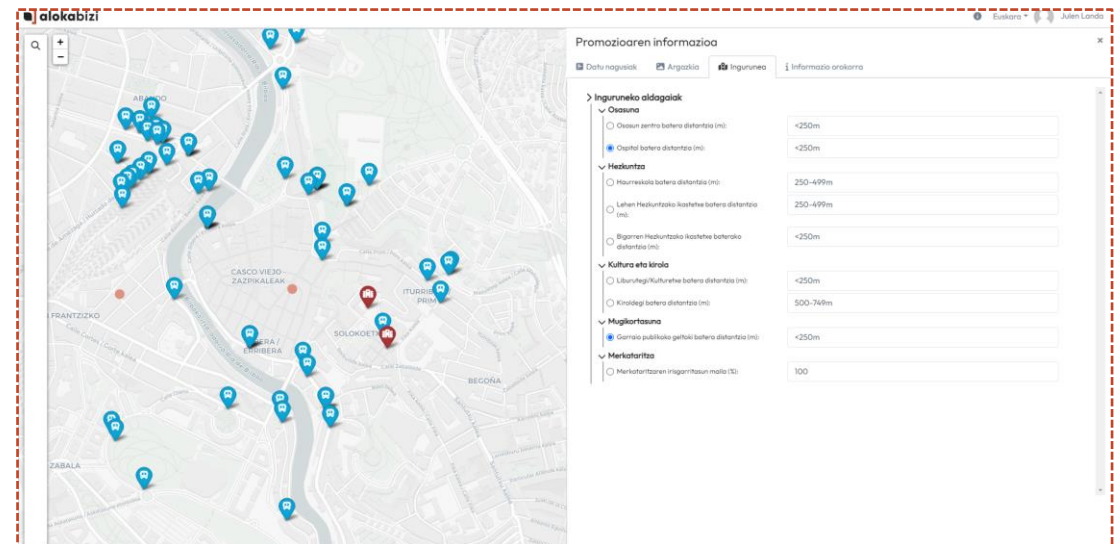 alokabizi
Euskara
Julen Landa
+
−
Promozioaren informazioa
×
Datu nagusiak
Argazkia
Ingurunea
Informazio orokorra
Inguruneko aldagaiak
Osasuna
Osasun zentro batera distantzia (m):
<250m
Ospital batera distantzia (m):
<250m
Hezkuntza
Haurreskola batera distantzia (m):
250-499m
Lehen Hezkuntzako ikastetxe batera distantzia
(m):
250-499m
Bigarren Hezkuntzako ikastetxe baterako
distantzia (m):
<250m
Kultura eta kirola
Liburutegi/Kulturetxe batera distantzia (m):
<250m
Kiroldegi batera distantzia (m):
500-749m
Mugikortasuna
Garraio publikoko geltoki batera distantzia (m):
<250m
Merkataritza
Merkataritzaren irisgarritasun maila (%):
100
CASCO VIEJO -
ZAZPIKALEAK
FRANTZIZKO
ERRIBERA
BEGOÑA
ZABALA